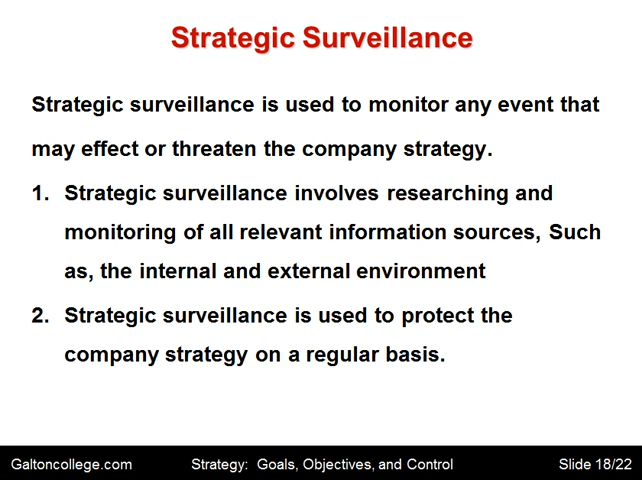 Strategic Surveillance
Strategic surveillance is used to monitor any event that
may effect or threaten the company strategy.
1. Strategic surveillance involves researching and
monitoring of all relevant information sources, Such
as, the internal and external environment
2. Strategic surveillance is used to protect the
company strategy on a regular basis.
Galtoncollege.com Strategy: Goals, Objectives, and Control Slide 18/22